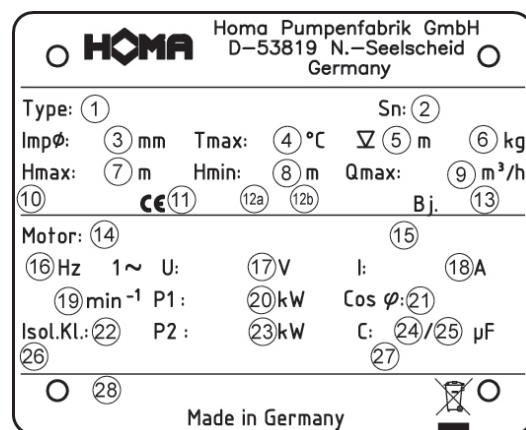 HOMA
Homa Pumpenfabrik GmbH
D-53819 N.-Seelscheid
Germany
Type: 1 Sn: 2
Impø: 3 mm Tmax: 4 °C ∇ 5 m 6 kg
Hmax: 7 m Hmin: 8 m Qmax: 9 m³/h
10 CE 11 12a 12b Bj. 13
Motor: 14 15
16 Hz 1~ U: 17 V I: 18 A
19 min⁻¹ P1: 20 kW Cos φ: 21
Isol.Kl.: 22 P2 : 23 kW C: 24 / 25 µF
26 27
28
Made in Germany